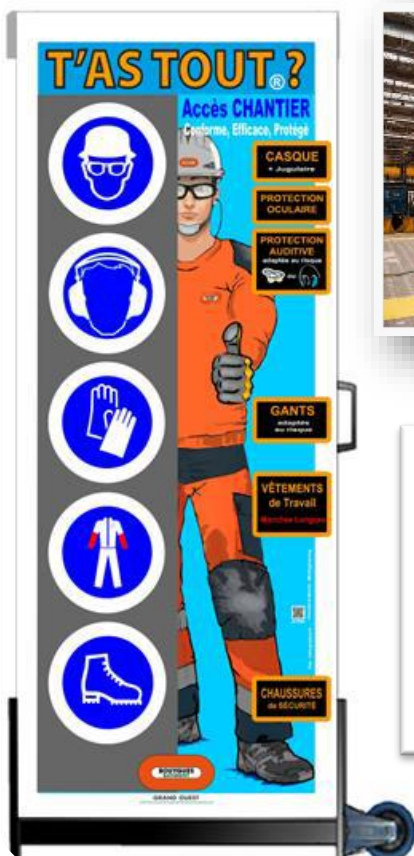 T'AS TOUT®?
Accès CHANTIER
Conforme, Efficace, Protégé
CASQUE
+ Jugulaire
PROTECTION
OCULAIRE
PROTECTION
AUDITIVE
adaptée au risque
ou
GANTS
adaptés
au risque
VÊTEMENTS
de Travail
Manches Longues
CHAUSSURES
de SÉCURITÉ
BOUYGUES
GRAND OUEST